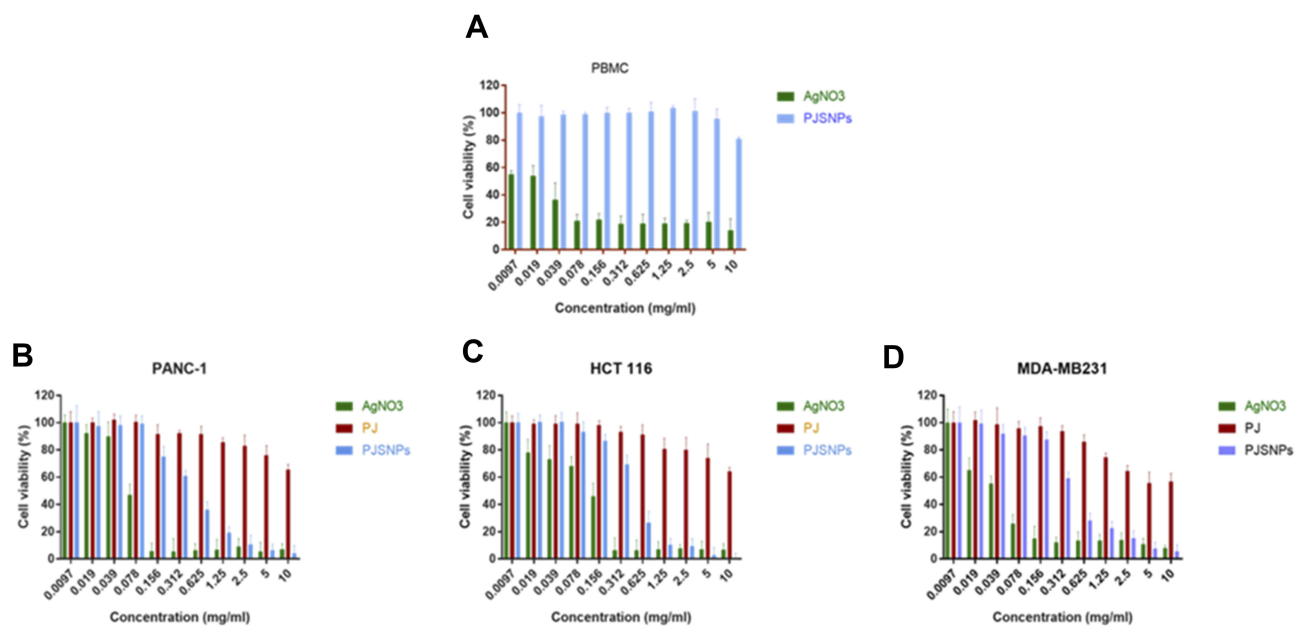 A
PBMC
AgNO3
PJSNPs
Cell viability (%)
120
100
80
60
40
20
0
0.0097 0.019 0.039 0.078 0.156 0.312 0.625 1.25 2.5 5 10
Concentration (mg/ml)
B
PANC-1
AgNO3
PJ
PJSNPs
Cell viability (%)
120
100
80
60
40
20
0
0.0097 0.019 0.039 0.078 0.156 0.312 0.625 1.25 2.5 5 10
Concentration (mg/ml)
C
HCT 116
AgNO3
PJ
PJSNPs
Cell viability (%)
120
100
80
60
40
20
0
0.0097 0.019 0.039 0.078 0.156 0.312 0.625 1.25 2.5 5 10
Concentration (mg/ml)
D
MDA-MB231
AgNO3
PJ
PJSNPs
Cell viability (%)
120
100
80
60
40
20
0
0.0097 0.019 0.039 0.078 0.156 0.312 0.625 1.25 2.5 5 10
Concentration (mg/ml)